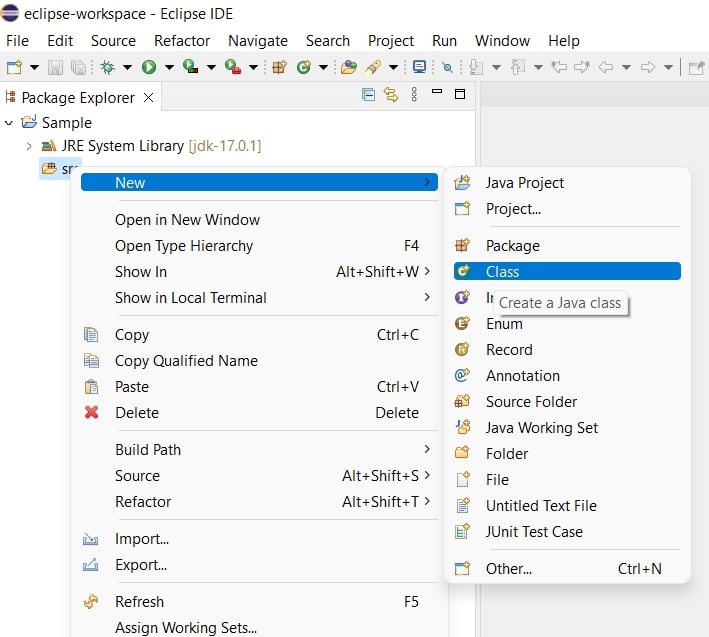 eclipse-workspace - Eclipse IDE
File Edit Source Refactor Navigate Search Project Run Window Help
Package Explorer
Sample
JRE System Library [jdk-17.0.1]
New
Open in New Window
Open Type Hierarchy F4
Show In Alt+Shift+W
Show in Local Terminal
Copy Ctrl+C
Copy Qualified Name
Paste Ctrl+V
Delete Delete
Build Path
Source Alt+Shift+S
Refactor Alt+Shift+T
Import...
Export...
Refresh F5
Assign Working Sets...
Java Project
Project...
Package
Class
Create a Java class
Enum
Record
Annotation
Source Folder
Java Working Set
Folder
File
Untitled Text File
JUnit Test Case
Other... Ctrl+N